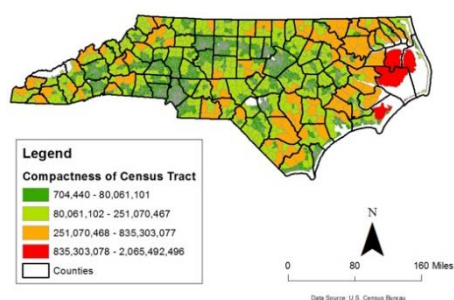 Legend
Compactness of Census Tract
704,440 - 80,061,101
80,061,102 - 251,070,467
251,070,468 - 835,303,077
835,303,078 - 2,065,492,496
Counties
N
0 80 160 Miles
Data Source: U.S. Census Bureau